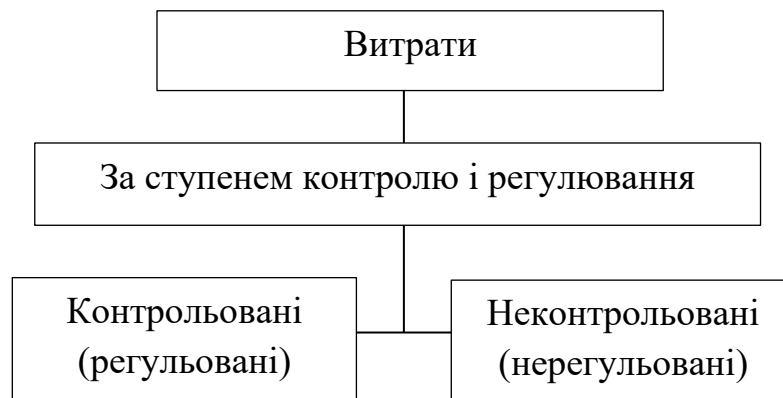 Витрати
За ступенем контролю і регулювання
Контрольовані
(регульовані)
Неконтрольовані
(нерегульовані)